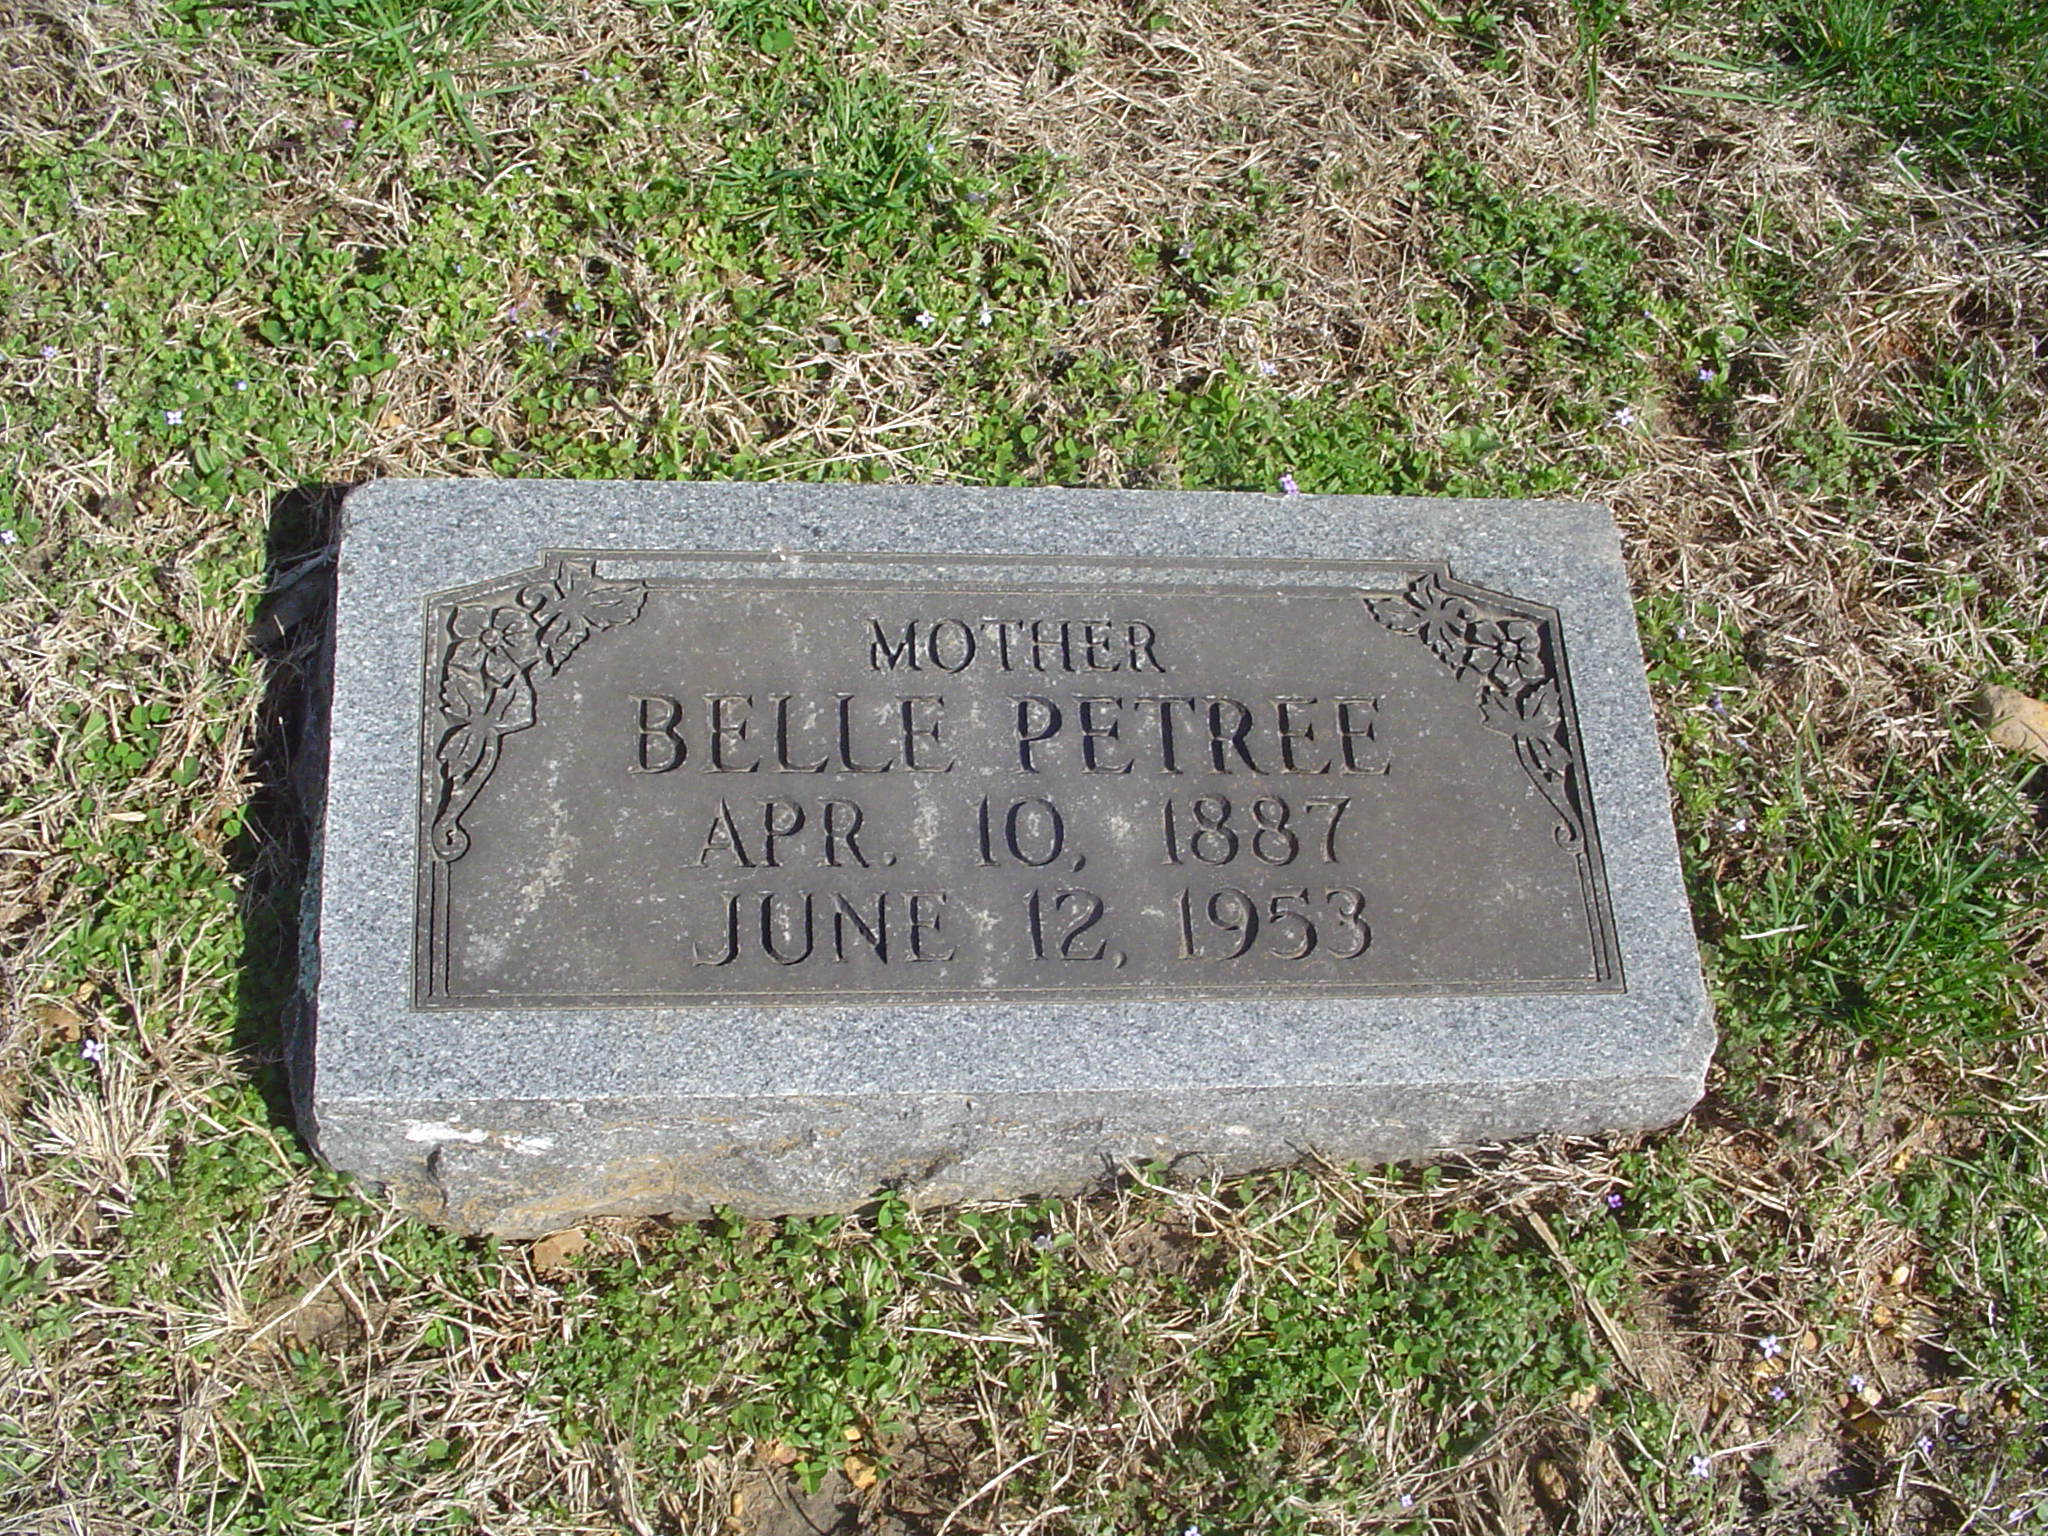 MOTHER
BELLE PETREE
APR. 10, 1887
JUNE 12, 1953